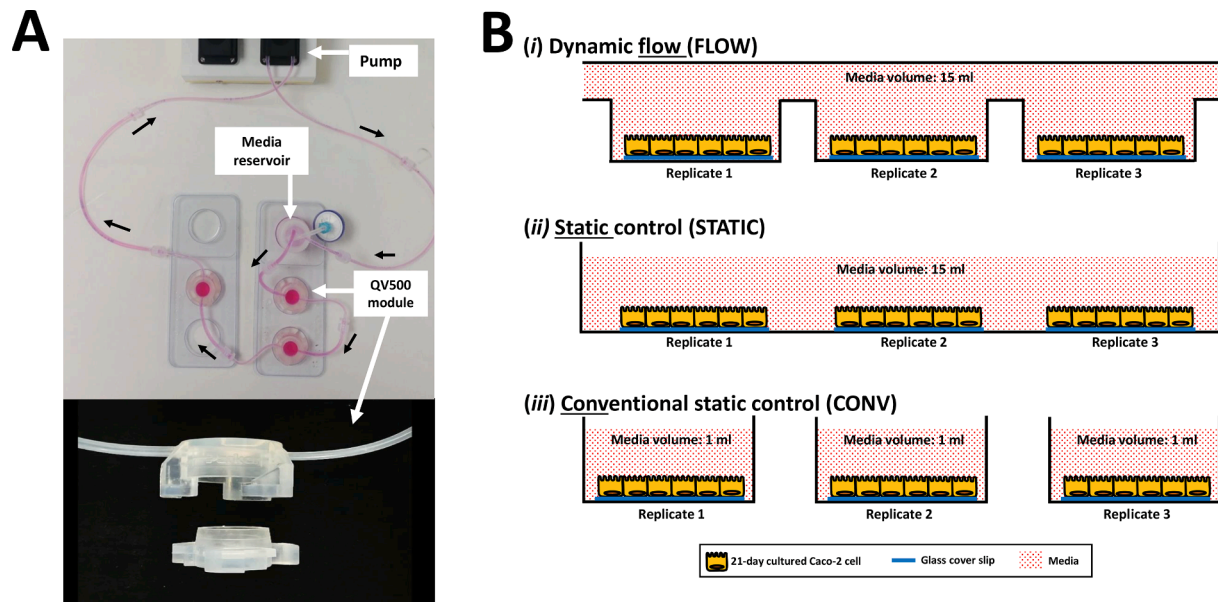 A
Pump
Media
reservoir
QV500
module
B
(i) Dynamic flow (FLOW)
Media volume: 15 ml
Replicate 1
Replicate 2
Replicate 3
(ii) Static control (STATIC)
Media volume: 15 ml
Replicate 1
Replicate 2
Replicate 3
(iii) Conventional static control (CONV)
Media volume: 1 ml
Media volume: 1 ml
Media volume: 1 ml
Replicate 1
Replicate 2
Replicate 3
21-day cultured Caco-2 cell
Glass cover slip
Media